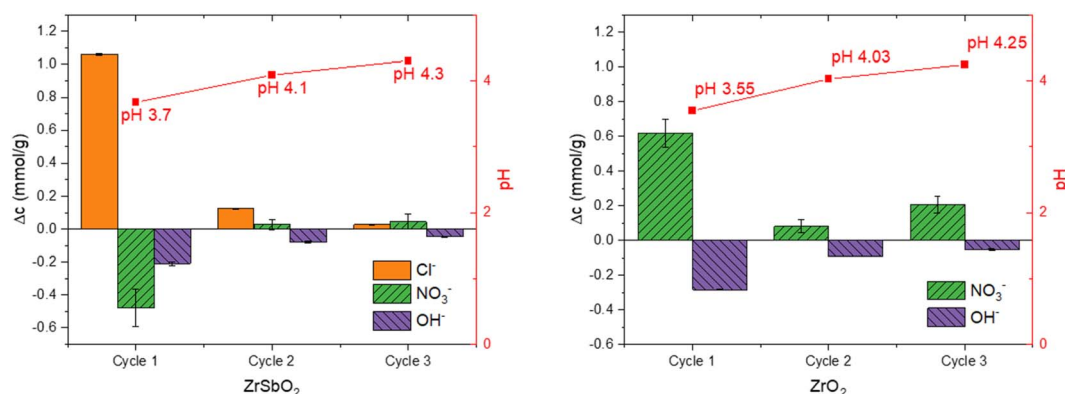 1.2
1.0
0.8
0.6
0.4
0.2
0.0
-0.2
-0.4
-0.6
Δc (mmol/g)
pH 3.7
pH 4.1
pH 4.3
4
2
0
pH
Cl⁻
NO₃⁻
OH⁻
Cycle 1 Cycle 2 Cycle 3
ZrSbO₂
1.2
1.0
0.8
0.6
0.4
0.2
0.0
-0.2
-0.4
-0.6
Δc (mmol/g)
pH 3.55
pH 4.03
pH 4.25
4
2
0
pH
NO₃⁻
OH⁻
Cycle 1 Cycle 2 Cycle 3
ZrO₂